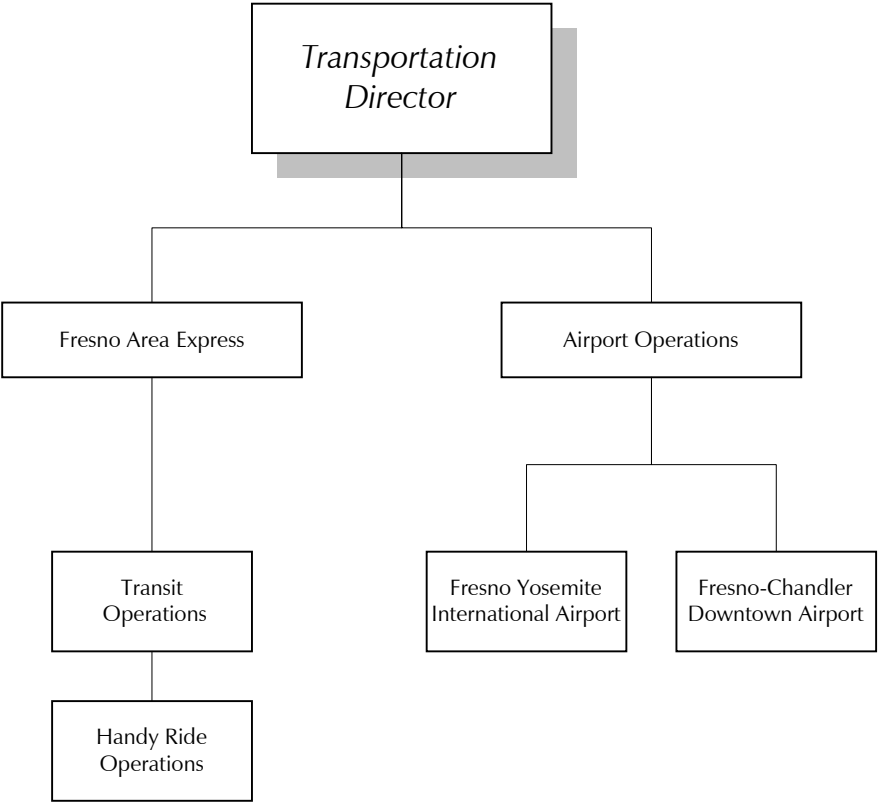 Transportation
Director
Fresno Area Express
Airport Operations
Transit
Operations
Fresno Yosemite
International Airport
Fresno-Chandler
Downtown Airport
Handy Ride
Operations